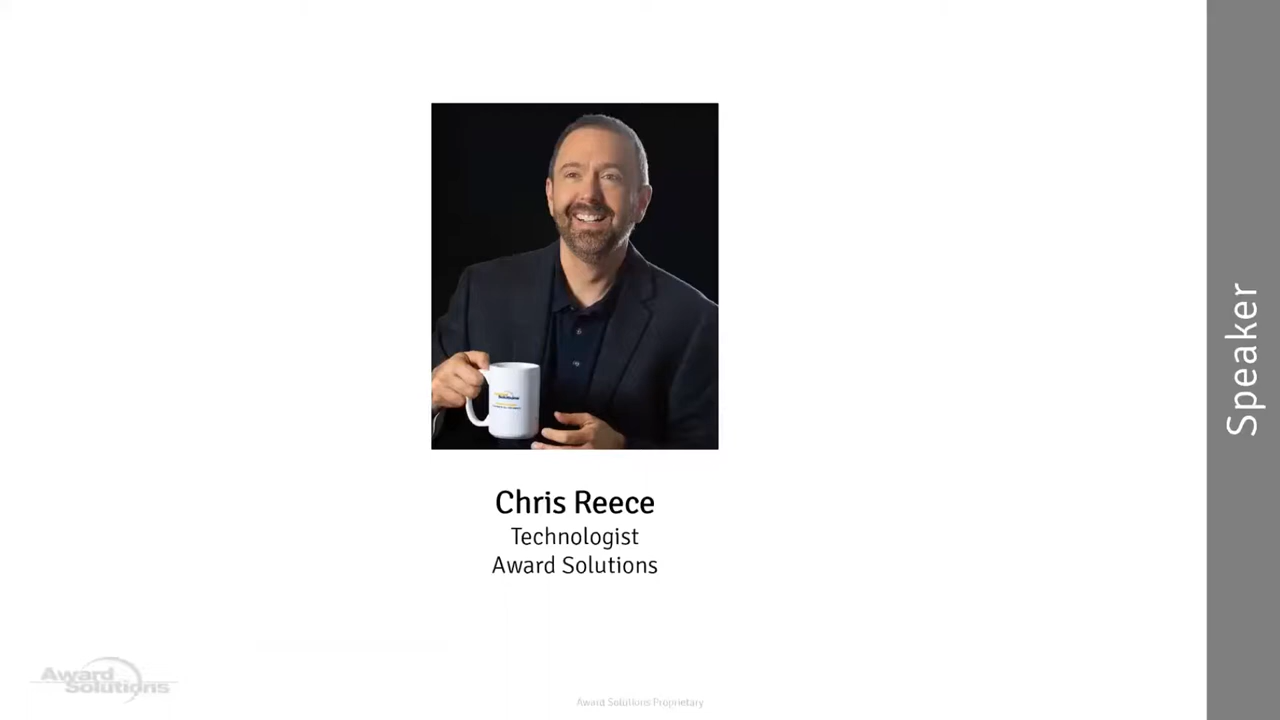 Speaker
Chris Reece
Technologist
Award Solutions
Award
Solutions
Award Solutions Proprietary